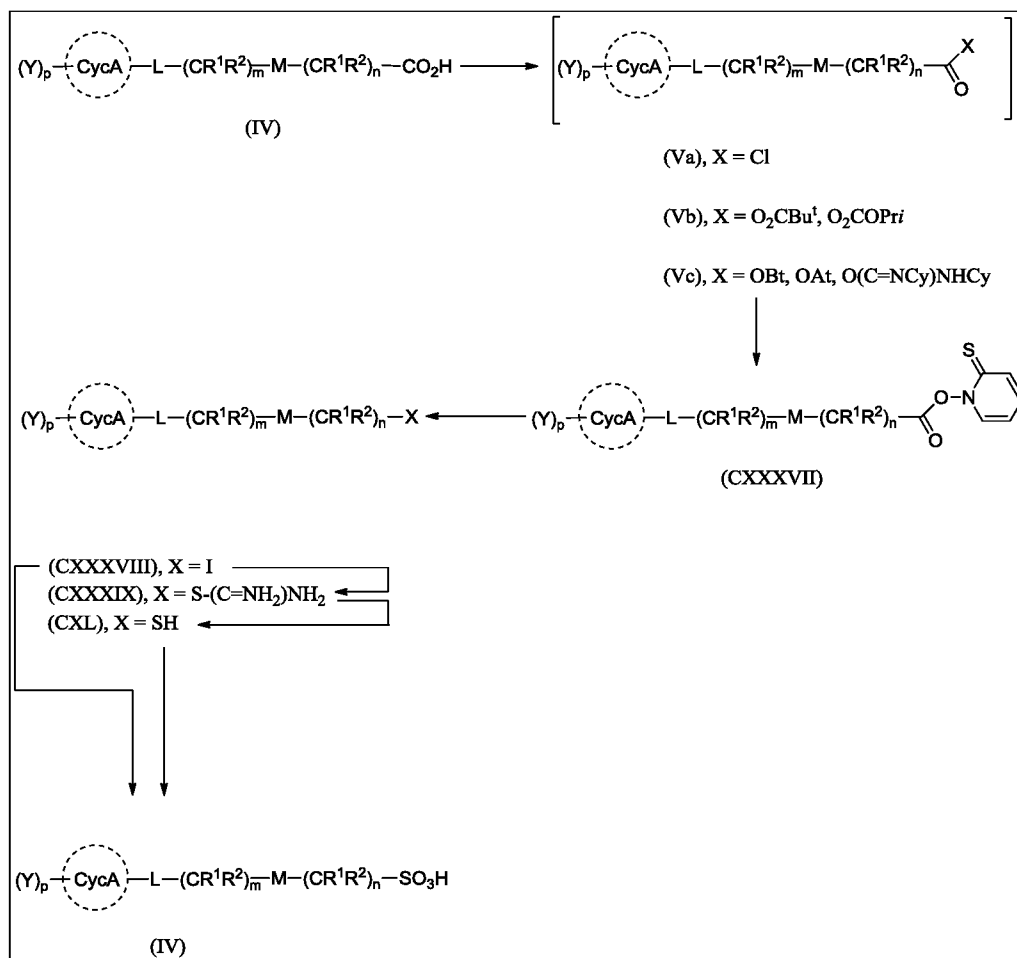 (Y)p CycA L (CR¹R²)m M (CR¹R²)n CO₂H
(Y)p CycA L (CR¹R²)m M (CR¹R²)n X O
(IV)
(Va), X = Cl
(Vb), X = O₂CBuᵗ, O₂COPri
(Vc), X = OBt, OAt, O(C=NCy)NHCy
(Y)p CycA L (CR¹R²)m M (CR¹R²)n X
(Y)p CycA L (CR¹R²)m M (CR¹R²)n O O N S
(CXXXVII)
(CXXXVIII), X = I
(CXXXIX), X = S-(C=NH₂)NH₂
(CXL), X = SH
(Y)p CycA L (CR¹R²)m M (CR¹R²)n SO₃H
(IV)